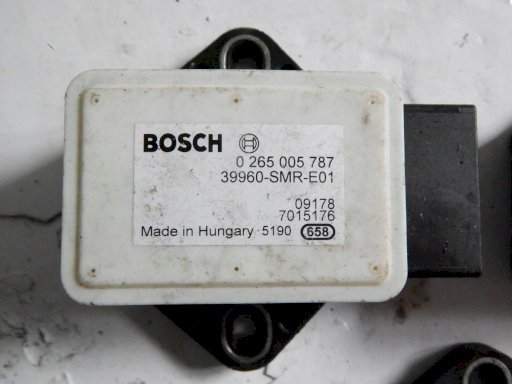 BOSCH
0 265 005 787
39960-SMR-E01
09178
7015176
Made in Hungary 5190 658